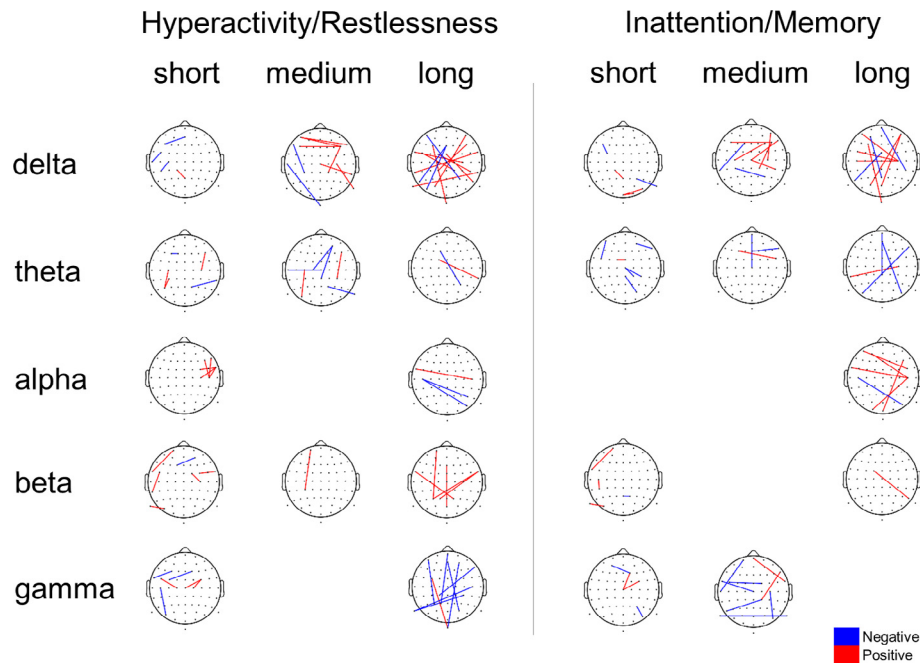 Hyperactivity/Restlessness Inattention/Memory
short medium long short medium long
delta
theta
alpha
beta
gamma
Negative
Positive